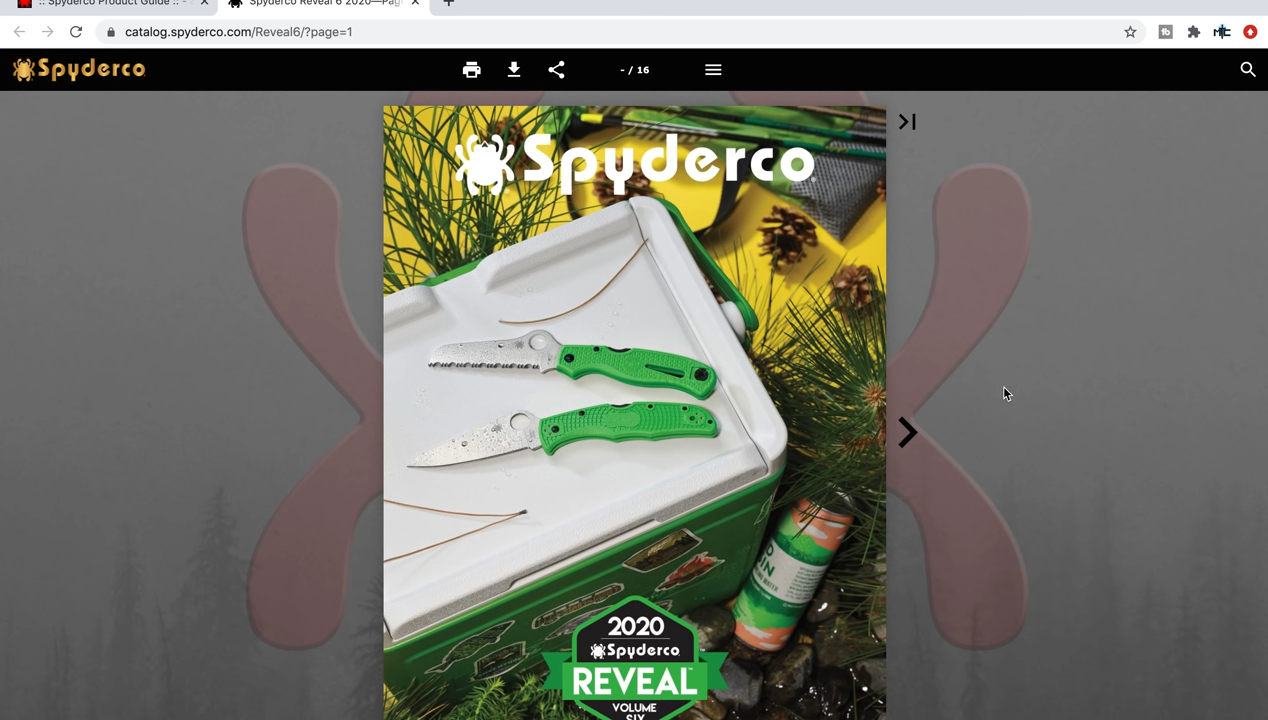 :: Spyderco Product Guide :: -
Spyderco Reveal 6 2020—Pag
catalog.spyderco.com/Reveal6/?page=1
Spyderco
- / 16
Spyderco
2020
Spyderco
REVEAL™
VOLUME
SIX